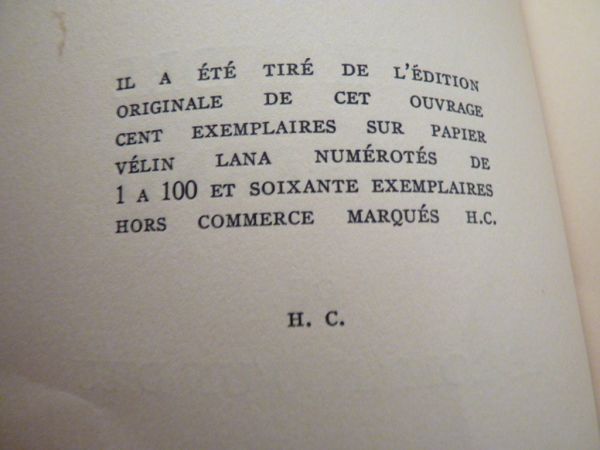 IL A ÉTÉ TIRÉ DE L'ÉDITION
ORIGINALE DE CET OUVRAGE
CENT EXEMPLAIRES SUR PAPIER
VÉLIN LANA NUMÉROTÉS DE
1 A 100 ET SOIXANTE EXEMPLAIRES
HORS COMMERCE MARQUÉS H.C.
H. C.